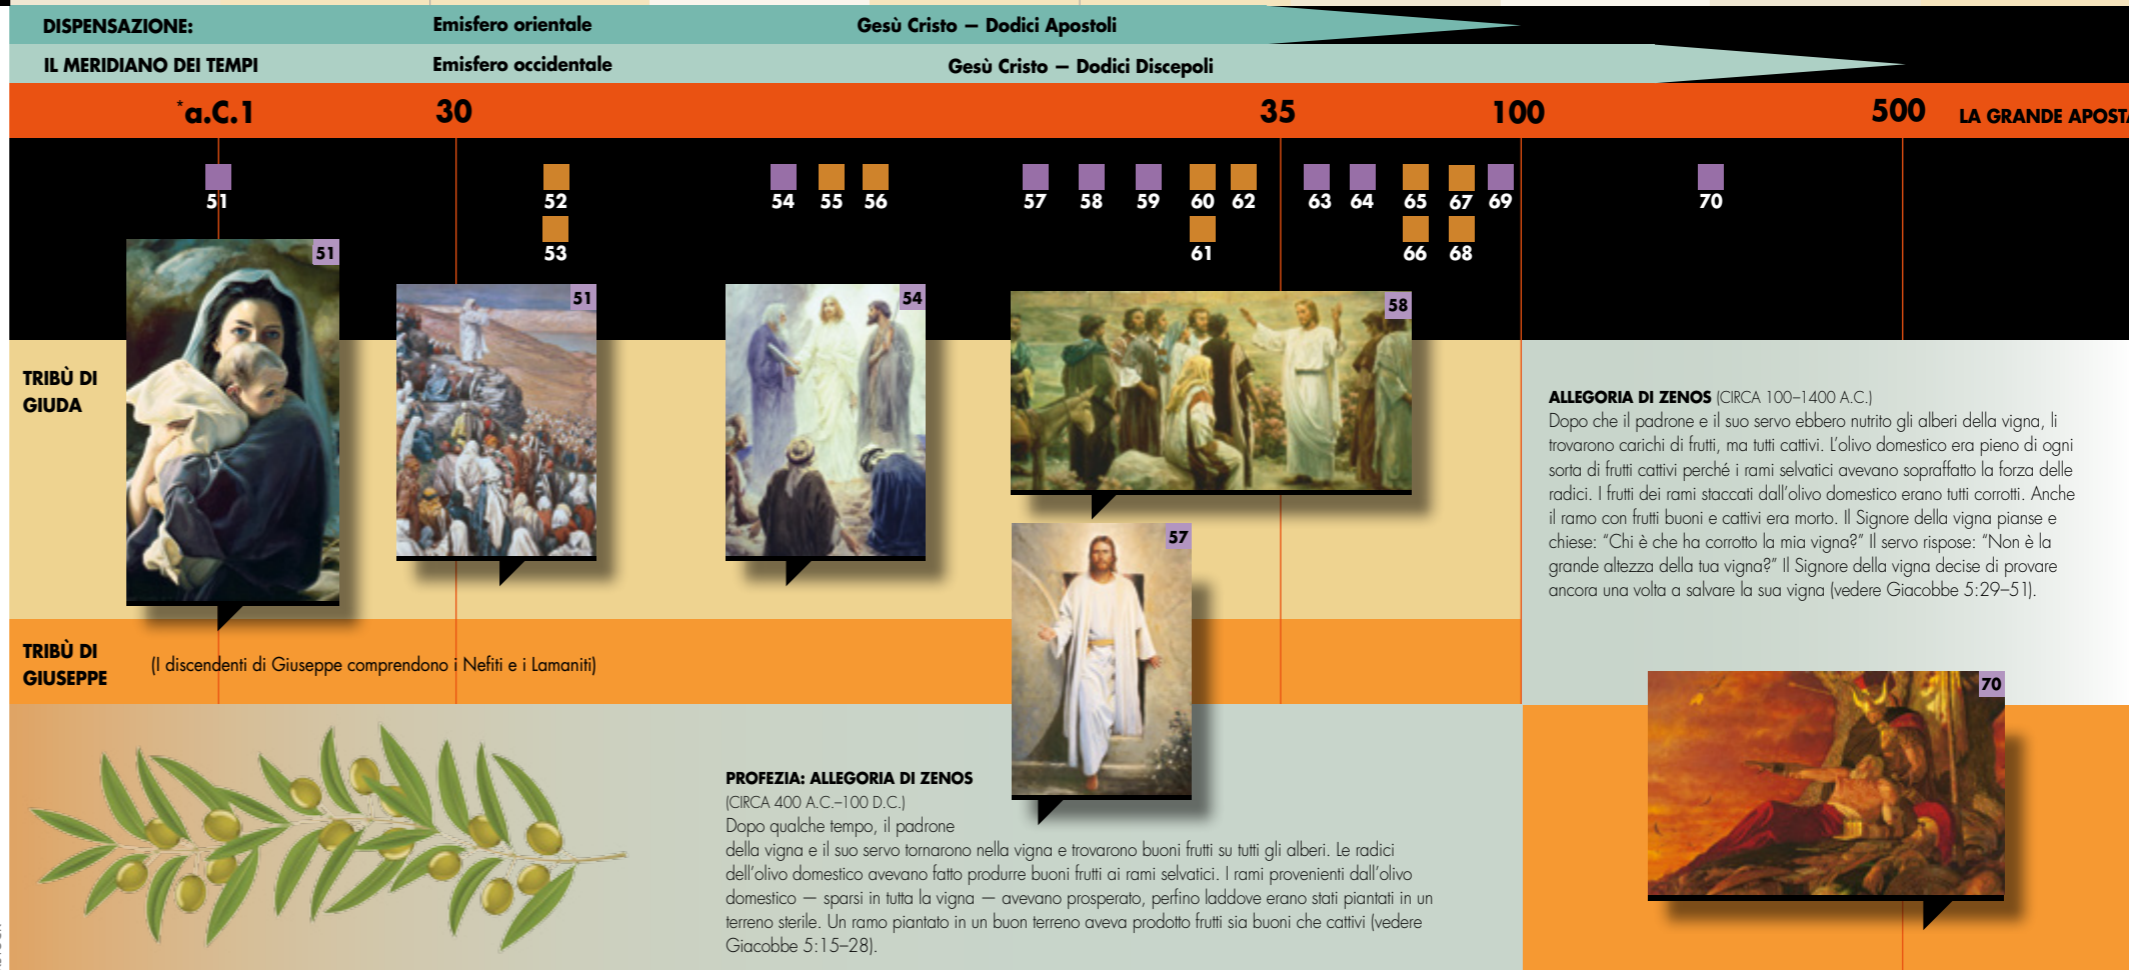 DISPENSAZIONE: Emisfero orientale Gesù Cristo — Dodici Apostoli
IL MERIDIANO DEI TEMPI Emisfero occidentale Gesù Cristo — Dodici Discepoli
*a.C.1 30 35 100 500 LA GRANDE APOST
51 52 54 55 56 57 58 59 60 62 63 64 65 67 69 70
53 61 66 68
51
51
54
58
57
TRIBÙ DI
GIUDA
ALLEGORIA DI ZENOS (CIRCA 100–1400 A.C.)
Dopo che il padrone e il suo servo ebbero nutrito gli alberi della vigna, li
trovarono carichi di frutti, ma tutti cattivi. L’olivo domestico era pieno di ogni
sorta di frutti cattivi perché i rami selvatici avevano sopraffatto la forza delle
radici. I frutti dei rami staccati dall’olivo domestico erano tutti corrotti. Anche
il ramo con frutti buoni e cattivi era morto. Il Signore della vigna pianse e
chiese: “Chi è che ha corrotto la mia vigna?” Il servo rispose: “Non è la
grande altezza della tua vigna?” Il Signore della vigna decise di provare
ancora una volta a salvare la sua vigna (vedere Giacobbe 5:29–51).
TRIBÙ DI
GIUSEPPE
(I discendenti di Giuseppe comprendono i Nefiti e i Lamaniti)
70
PROFEZIA: ALLEGORIA DI ZENOS
(CIRCA 400 A.C.–100 D.C.)
Dopo qualche tempo, il padrone
della vigna e il suo servo tornarono nella vigna e trovarono buoni frutti su tutti gli alberi. Le radici
dell’olivo domestico avevano fatto produrre buoni frutti ai rami selvatici. I rami provenienti dall’olivo
domestico — sparsi in tutta la vigna — avevano prosperato, perfino laddove erano stati piantati in un
terreno sterile. Un ramo piantato in un buon terreno aveva prodotto frutti sia buoni che cattivi (vedere
Giacobbe 5:15–28).